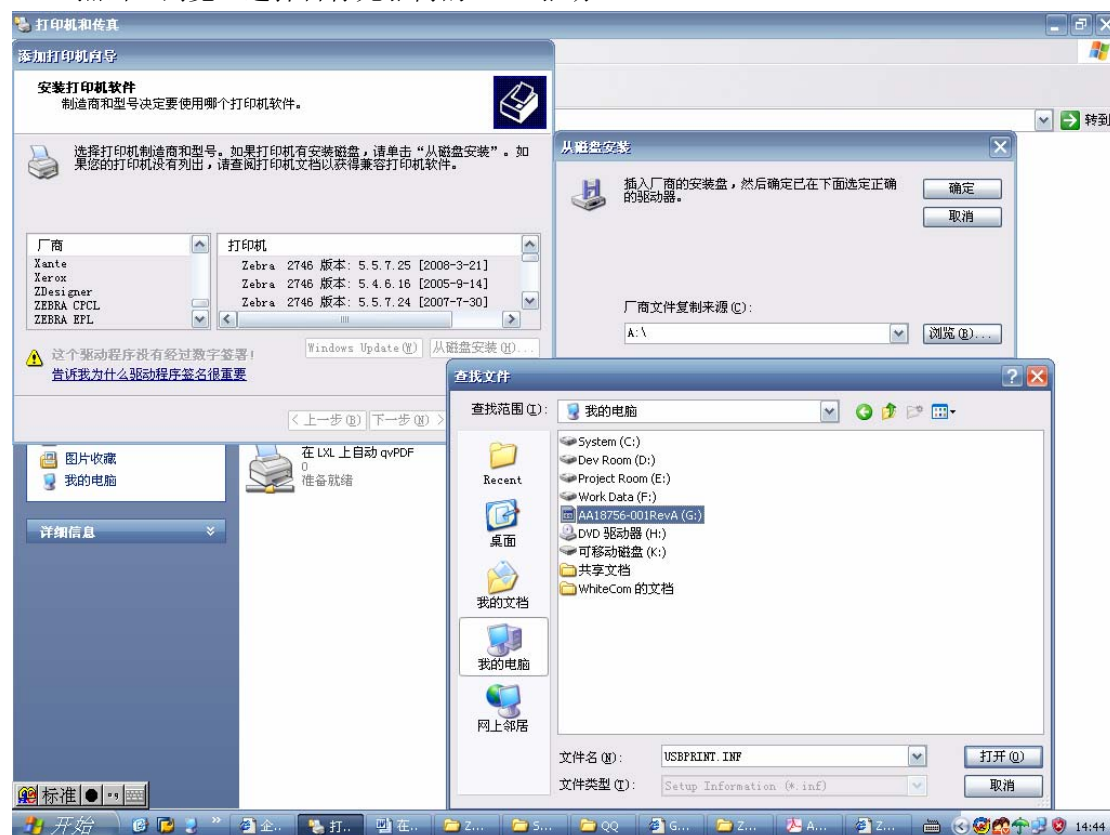 打印机和传真
添加打印机向导
安装打印机软件
制造商和型号决定要使用哪个打印机软件。
选择打印机制造商和型号。如果打印机有安装磁盘，请单击“从磁盘安装”。如
果您的打印机没有列出，请查阅打印机文档以获得兼容打印机软件。
厂商
Xante
Xerox
ZDesigner
ZEBRA CPCL
ZEBRA EPL
打印机
Zebra 2746 版本: 5.5.7.25 [2008-3-21]
Zebra 2746 版本: 5.4.6.16 [2005-9-14]
Zebra 2746 版本: 5.5.7.24 [2007-7-30]
这个驱动程序没有经过数字签署!
告诉我为什么驱动程序签名很重要
Windows Update(W)
从磁盘安装(H)...
< 上一步(B)
下一步(N) >
转到
从磁盘安装
插入厂商的安装盘，然后确定已在下面选定正确
的驱动器。
确定
取消
厂商文件复制来源(C):
A:\
浏览(B)...
图片收藏
我的电脑
详细信息
在 LXL 上自动 qvPDF
0
准备就绪
查找文件
查找范围(I):
我的电脑
Recent
桌面
我的文档
我的电脑
网上邻居
System (C:)
Dev Room (D:)
Project Room (E:)
Work Data (F:)
AA18756-001RevA (G:)
DVD 驱动器 (H:)
可移动磁盘 (K:)
共享文档
WhiteCom 的文档
文件名(N):
USBPRINT.INF
打开(O)
文件类型(T):
Setup Information (*.inf)
取消
标准
开始
企..
打..
在..
Z...
S...
QQ
G...
Z...
A...
Z...
14:44